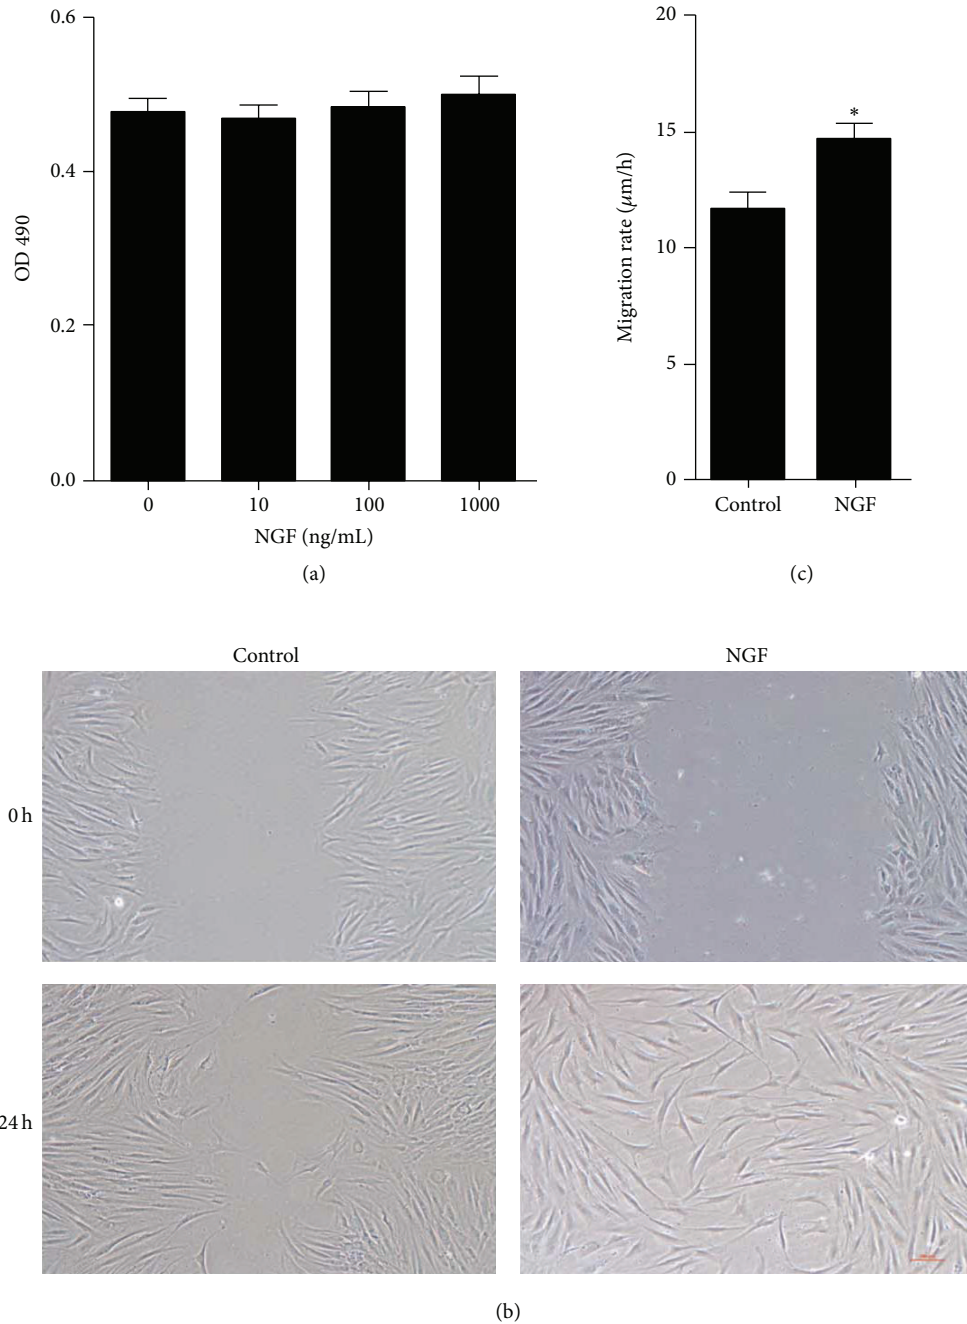 0.6
0.4
0.2
0.0
OD 490
0 10 100 1000
NGF (ng/mL)
(a)
20
15
10
5
0
Migration rate (μm/h)
*
Control NGF
(c)
Control NGF
0 h
24 h
(b)